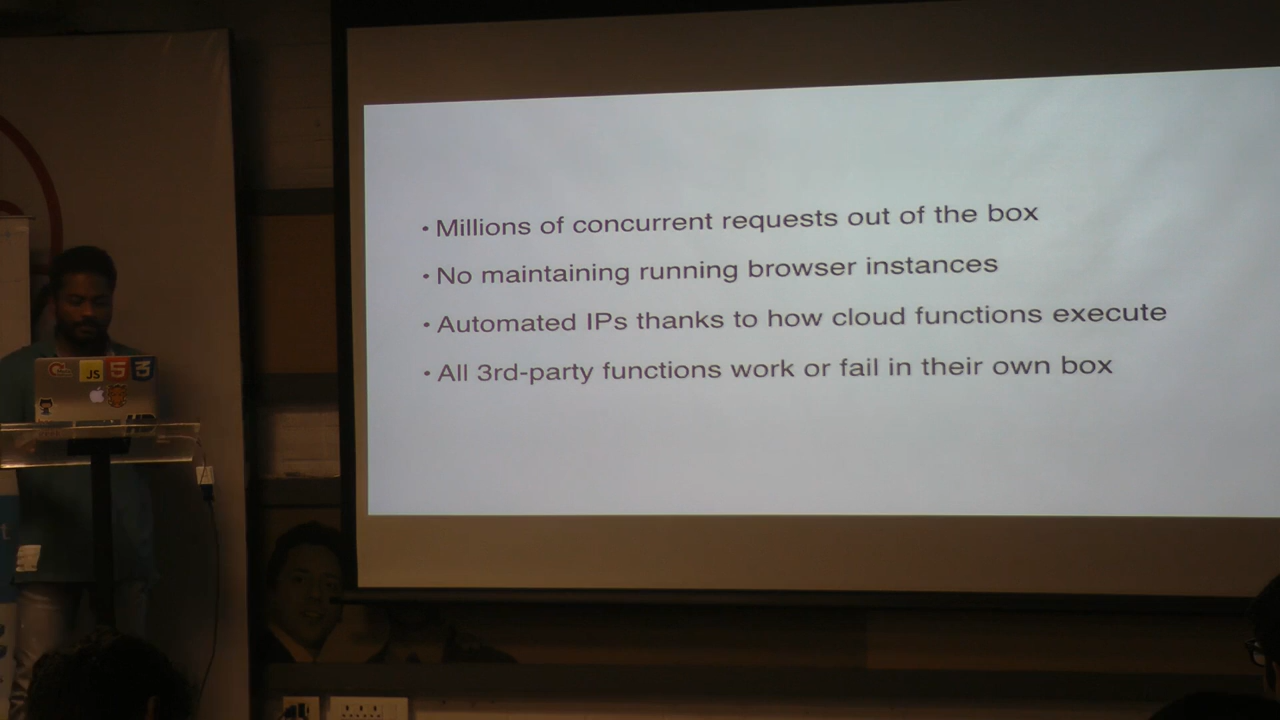 • Millions of concurrent requests out of the box
• No maintaining running browser instances
• Automated IPs thanks to how cloud functions execute
• All 3rd-party functions work or fail in their own box
JS